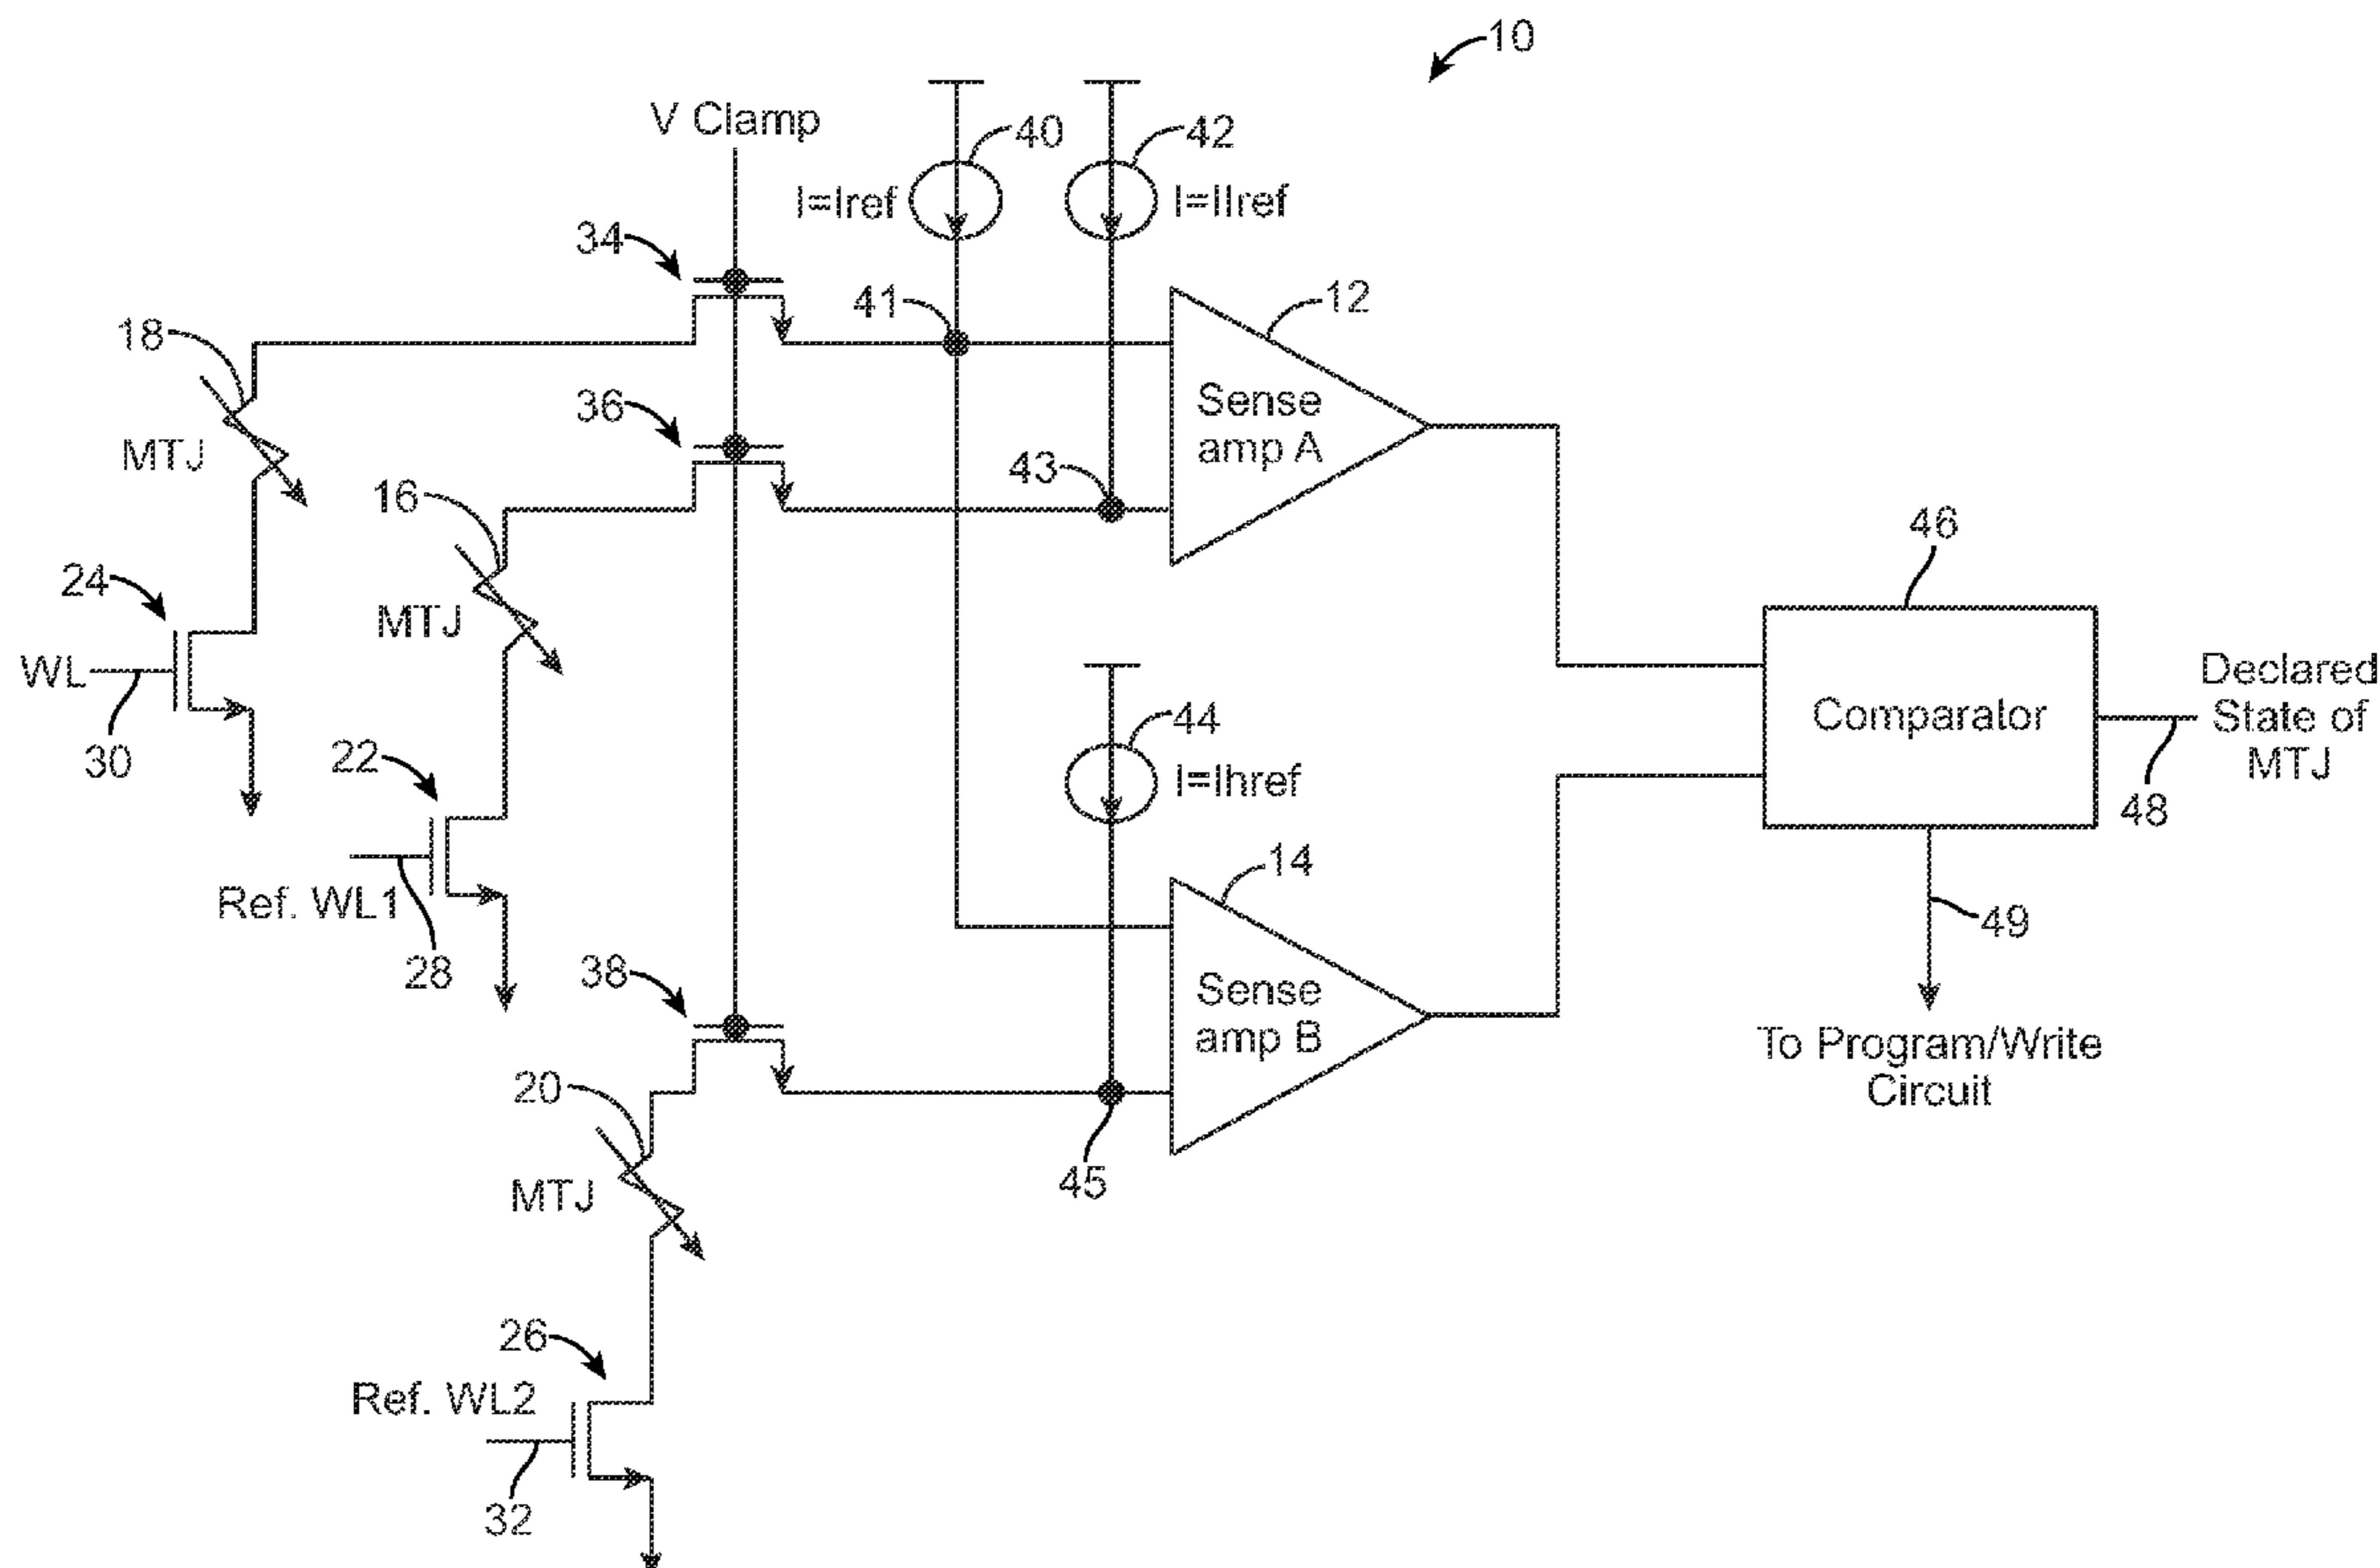 10
V Clamp
40
42
I=Iref
I=IIref
34
41
12
18
Sense
amp A
MTJ
36
43
16
46
24
MTJ
WL
30
Comparator
Declared
State of
MTJ
48
22
44
I=Ihref
Ref. WL1
28
14
49
38
Sense
amp B
To Program/Write
Circuit
20
45
MTJ
26
Ref. WL2
32